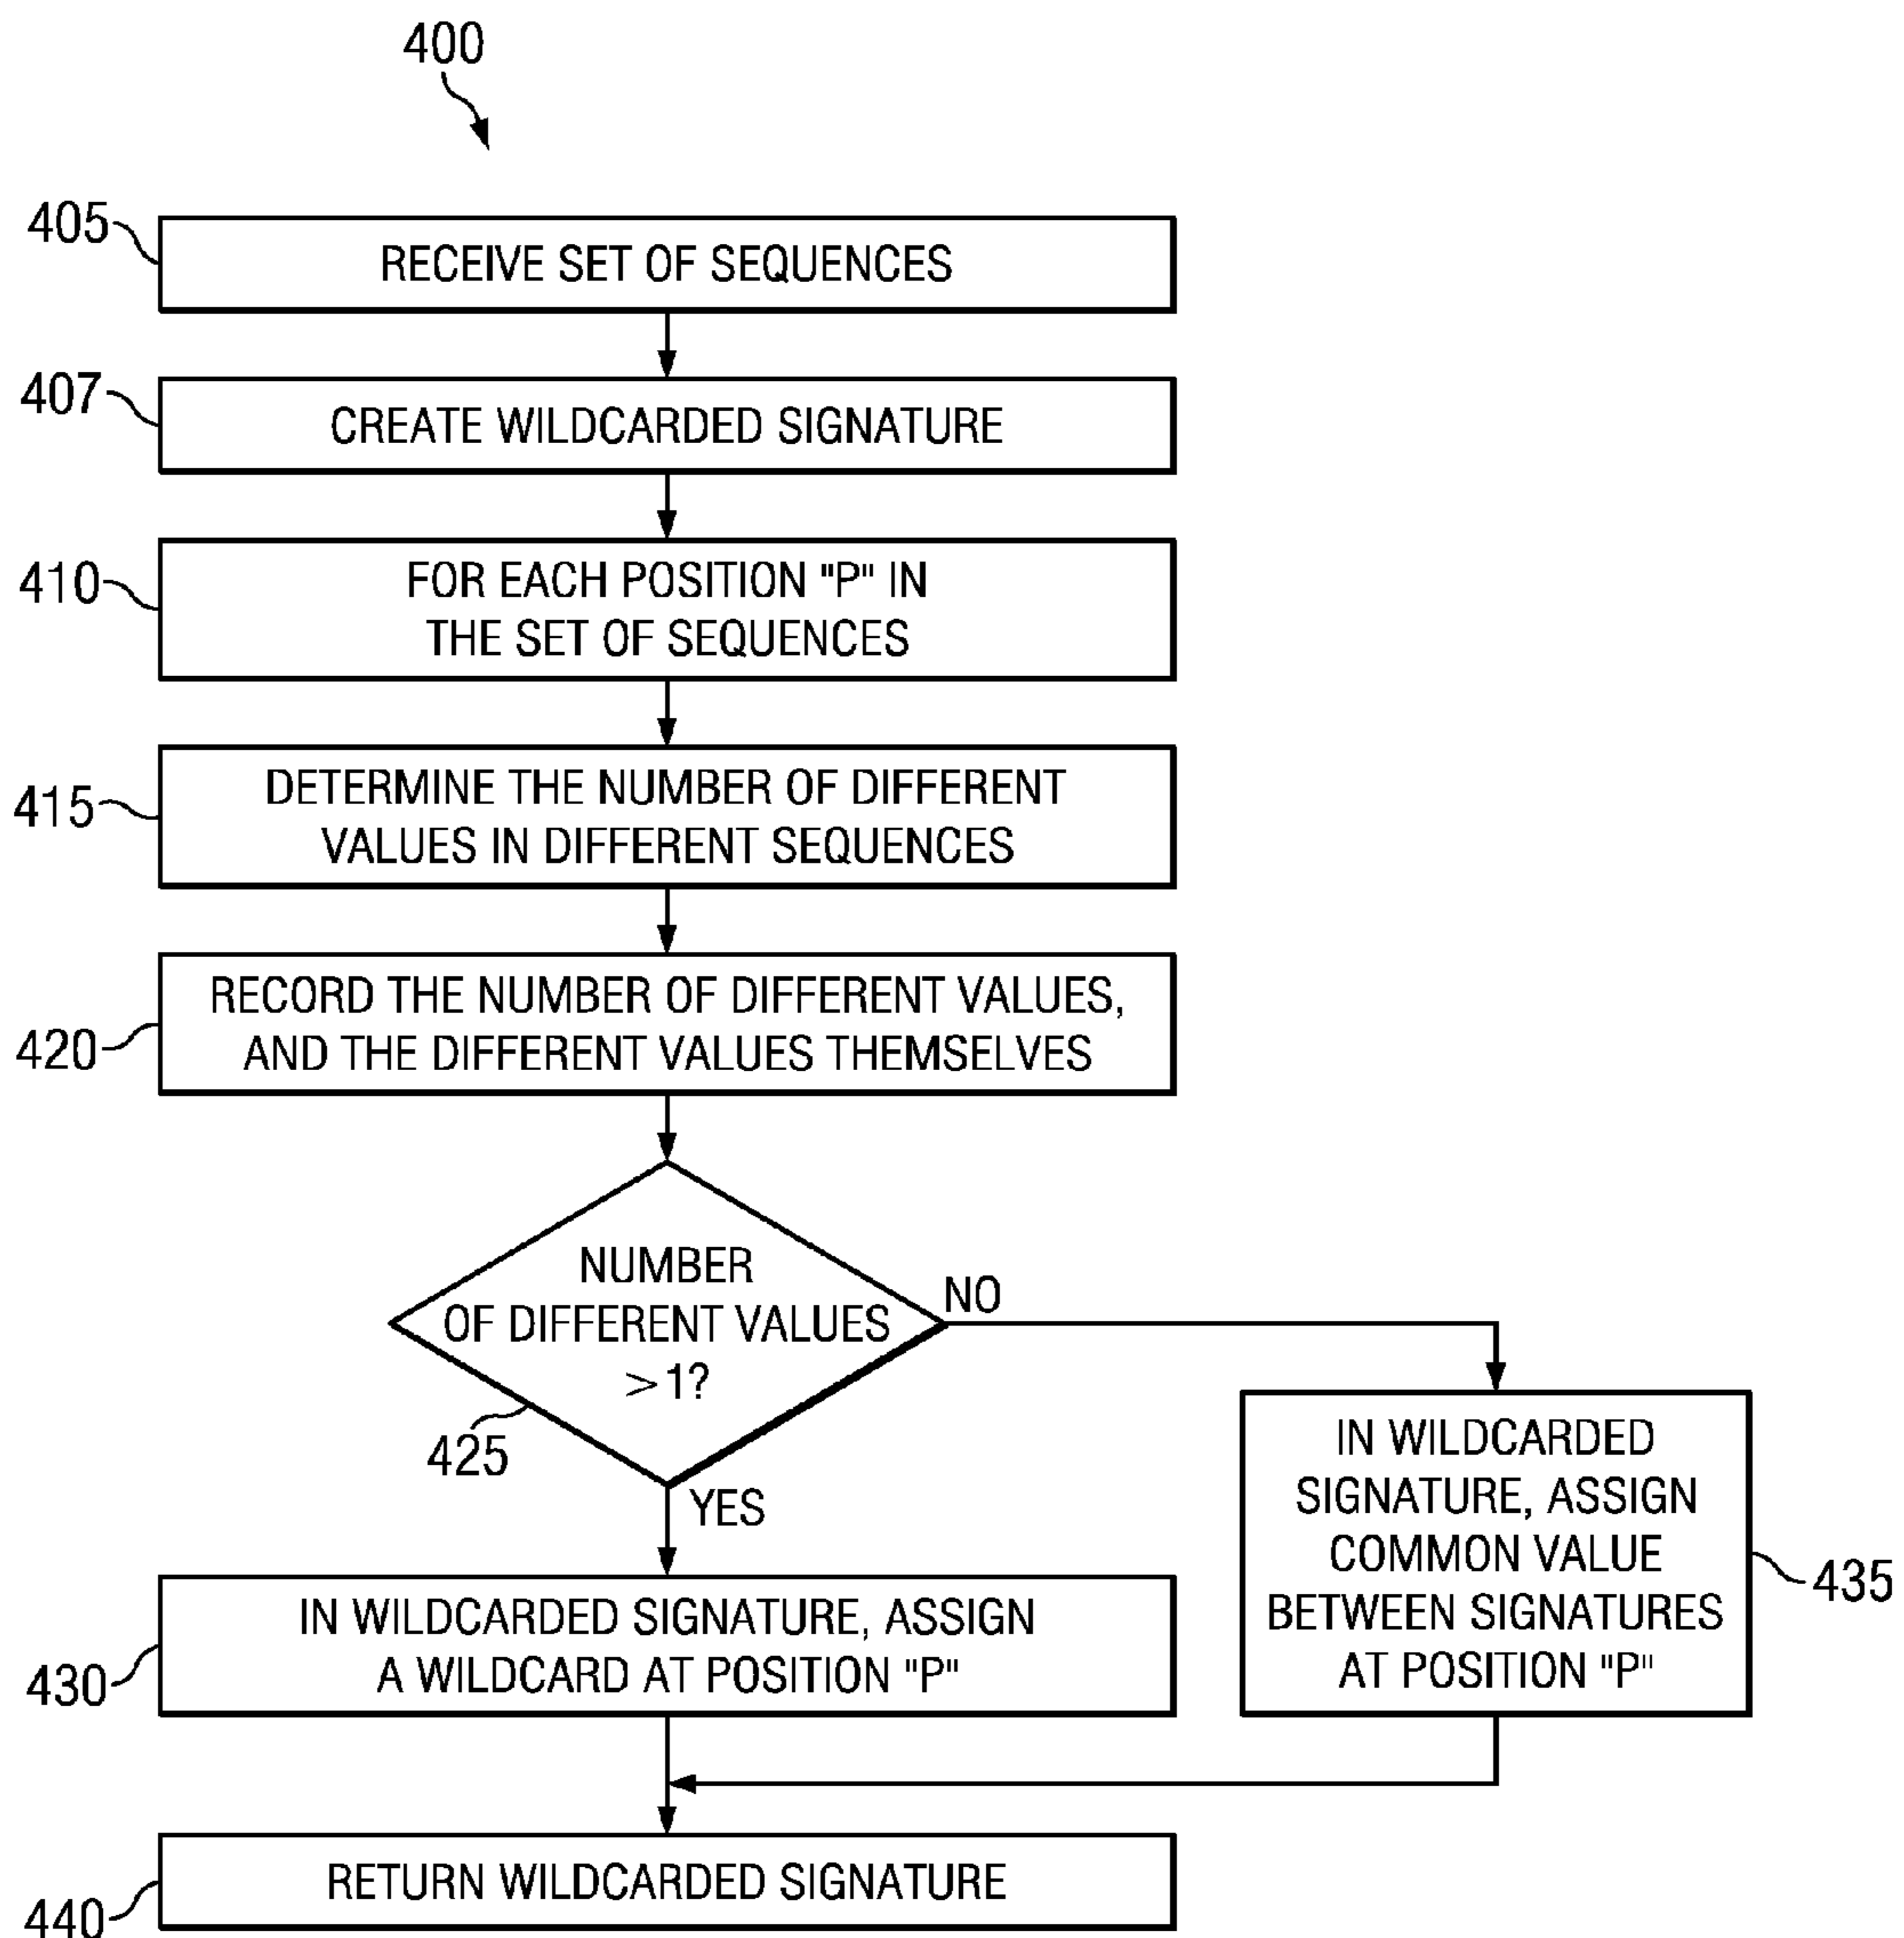 400
405
RECEIVE SET OF SEQUENCES
407
CREATE WILDCARDED SIGNATURE
410
FOR EACH POSITION "P" IN
THE SET OF SEQUENCES
415
DETERMINE THE NUMBER OF DIFFERENT
VALUES IN DIFFERENT SEQUENCES
420
RECORD THE NUMBER OF DIFFERENT VALUES,
AND THE DIFFERENT VALUES THEMSELVES
NUMBER
OF DIFFERENT VALUES
>1?
425
NO
YES
IN WILDCARDED
SIGNATURE, ASSIGN
COMMON VALUE
BETWEEN SIGNATURES
AT POSITION "P"
435
430
IN WILDCARDED SIGNATURE, ASSIGN
A WILDCARD AT POSITION "P"
440
RETURN WILDCARDED SIGNATURE